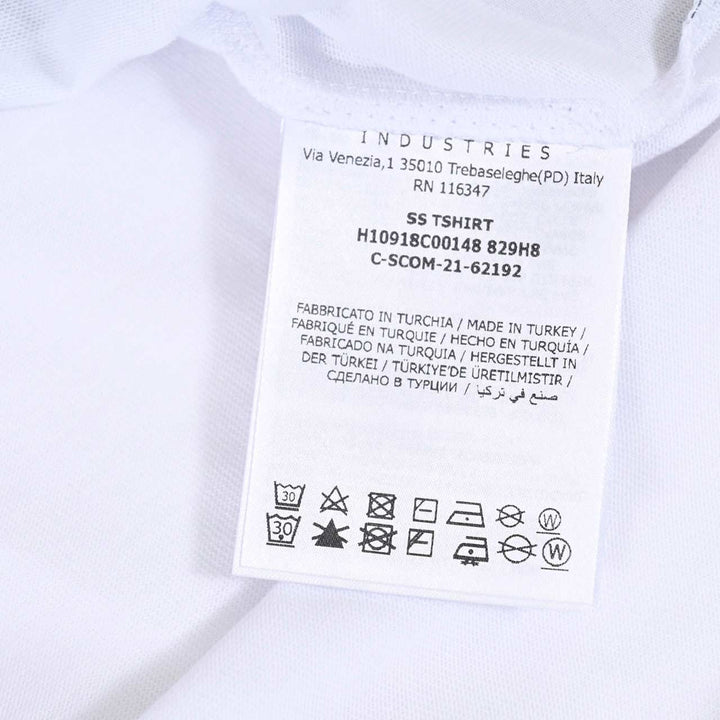 INDUSTRIES
Via Venezia,1 35010 Trebaseleghe(PD) Italy
RN 116347
SS TSHIRT
H10918C00148 829H8
C-SCOM-21-62192
FABBRICATO IN TURCHIA / MADE IN TURKEY /
FABRIQUÉ EN TURQUIE / HECHO EN TURQUÍA /
FABRICADO NA TURQUIA / HERGESTELLT IN
DER TÜRKEI / TÜRKİYE'DE ÜRETILMISTIR /
СДЕЛАНО В ТУРЦИИ / صنع في تركيا
30
W
30
W